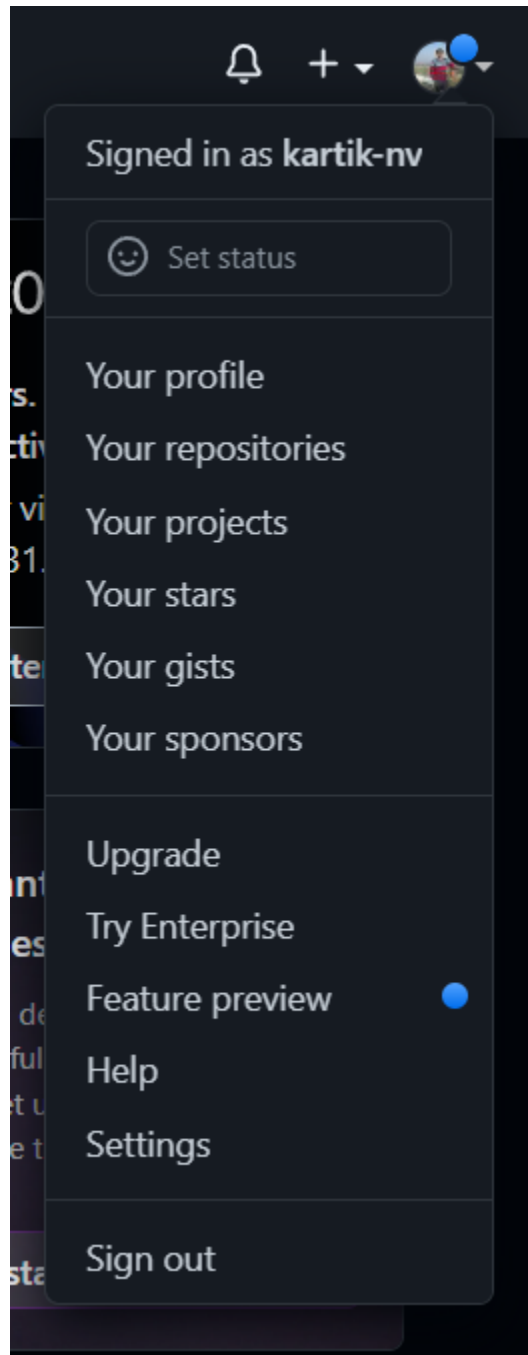 Signed in as kartik-nv
Set status
Your profile
Your repositories
Your projects
Your stars
Your gists
Your sponsors
Upgrade
Try Enterprise
Feature preview
Help
Settings
Sign out